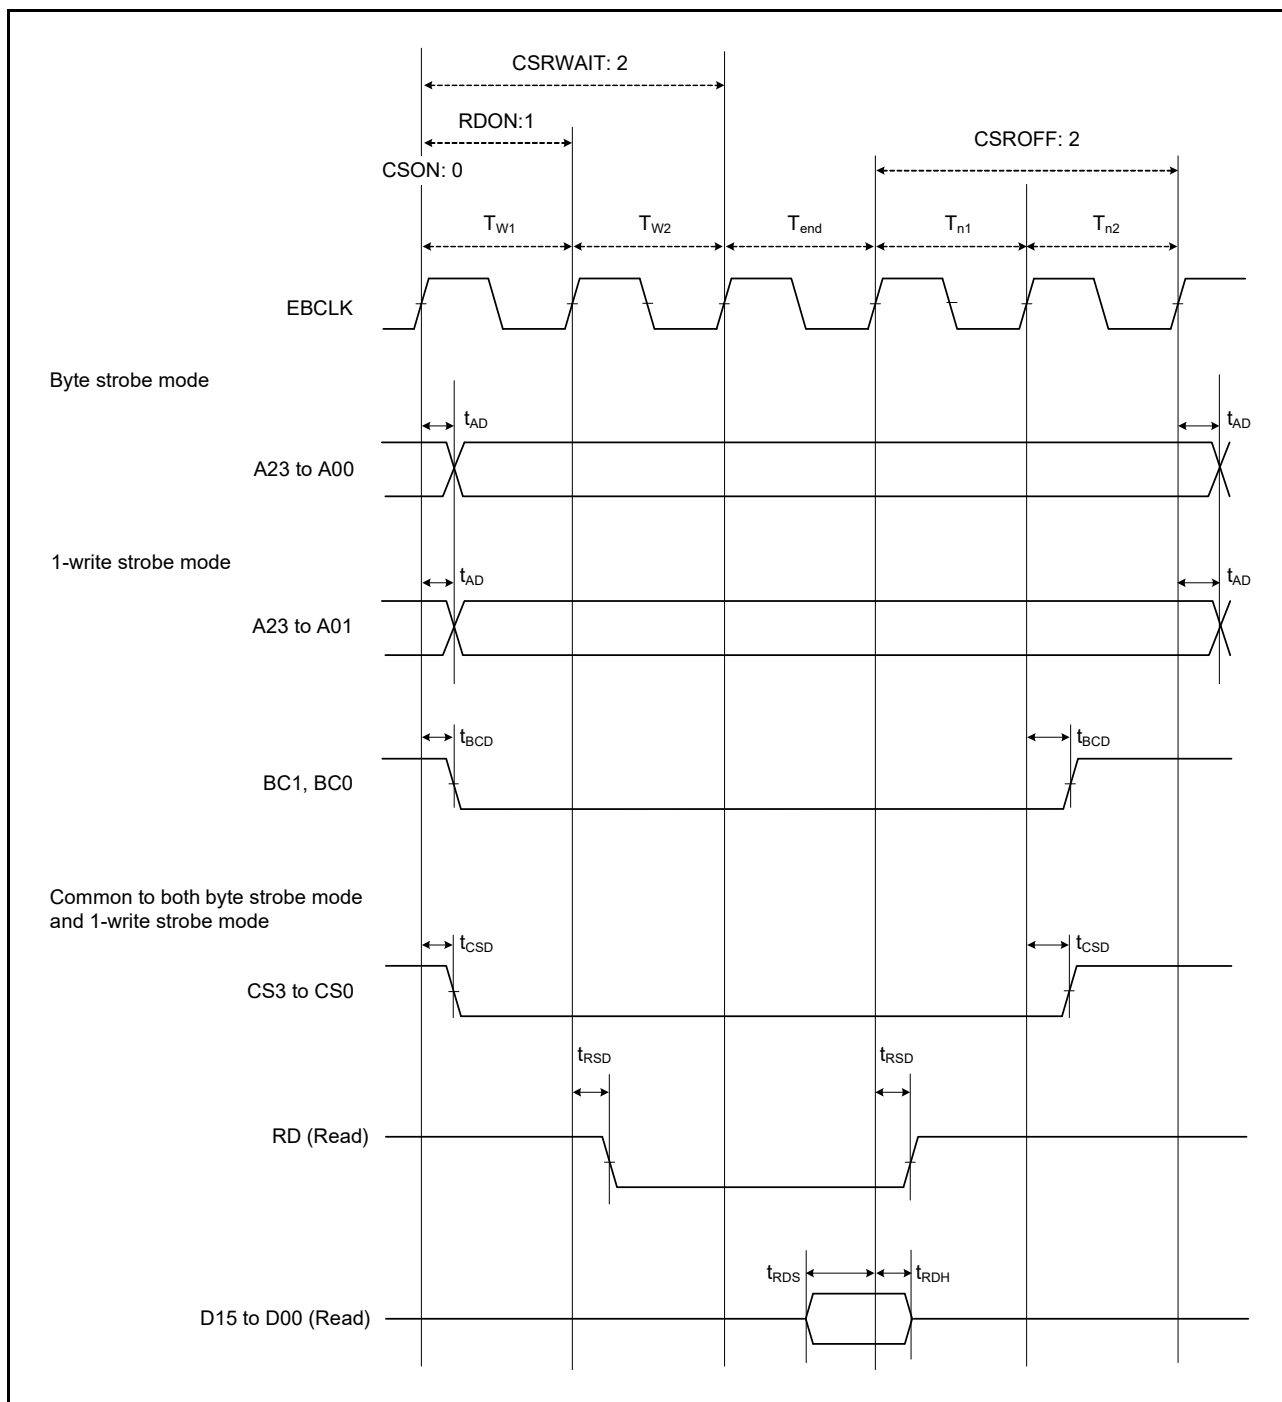 CSRWAIT: 2
RDON:1
CSROFF: 2
CSON: 0
TW1
TW2
Tend
Tn1
Tn2
EBCLK
Byte strobe mode
tAD
tAD
A23 to A00
1-write strobe mode
tAD
tAD
A23 to A01
tBCD
tBCD
BC1, BC0
Common to both byte strobe mode
and 1-write strobe mode
tCSD
tCSD
CS3 to CS0
tRSD
tRSD
RD (Read)
tRDS
tRDH
D15 to D00 (Read)